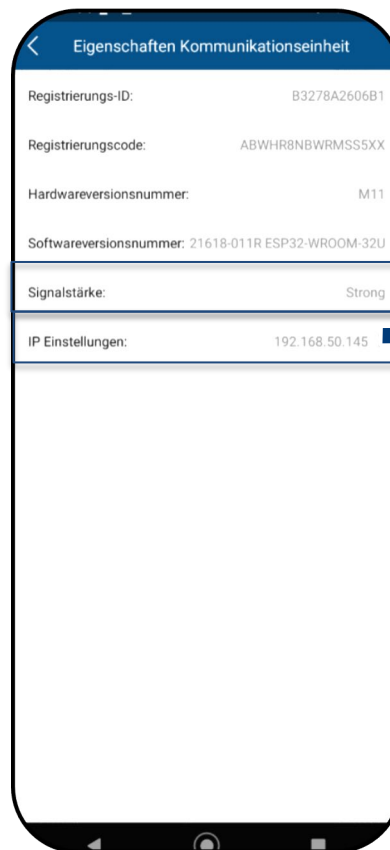 Eigenschaften Kommunikationseinheit
Registrierungs-ID: B3278A2606B1
Registrierungscode: ABWHR8NBWRMSS5XX
Hardwareversionsnummer: M11
Softwareversionsnummer: 21618-011R ESP32-WROOM-32U
Signalstärke: Strong
IP Einstellungen: 192.168.50.145